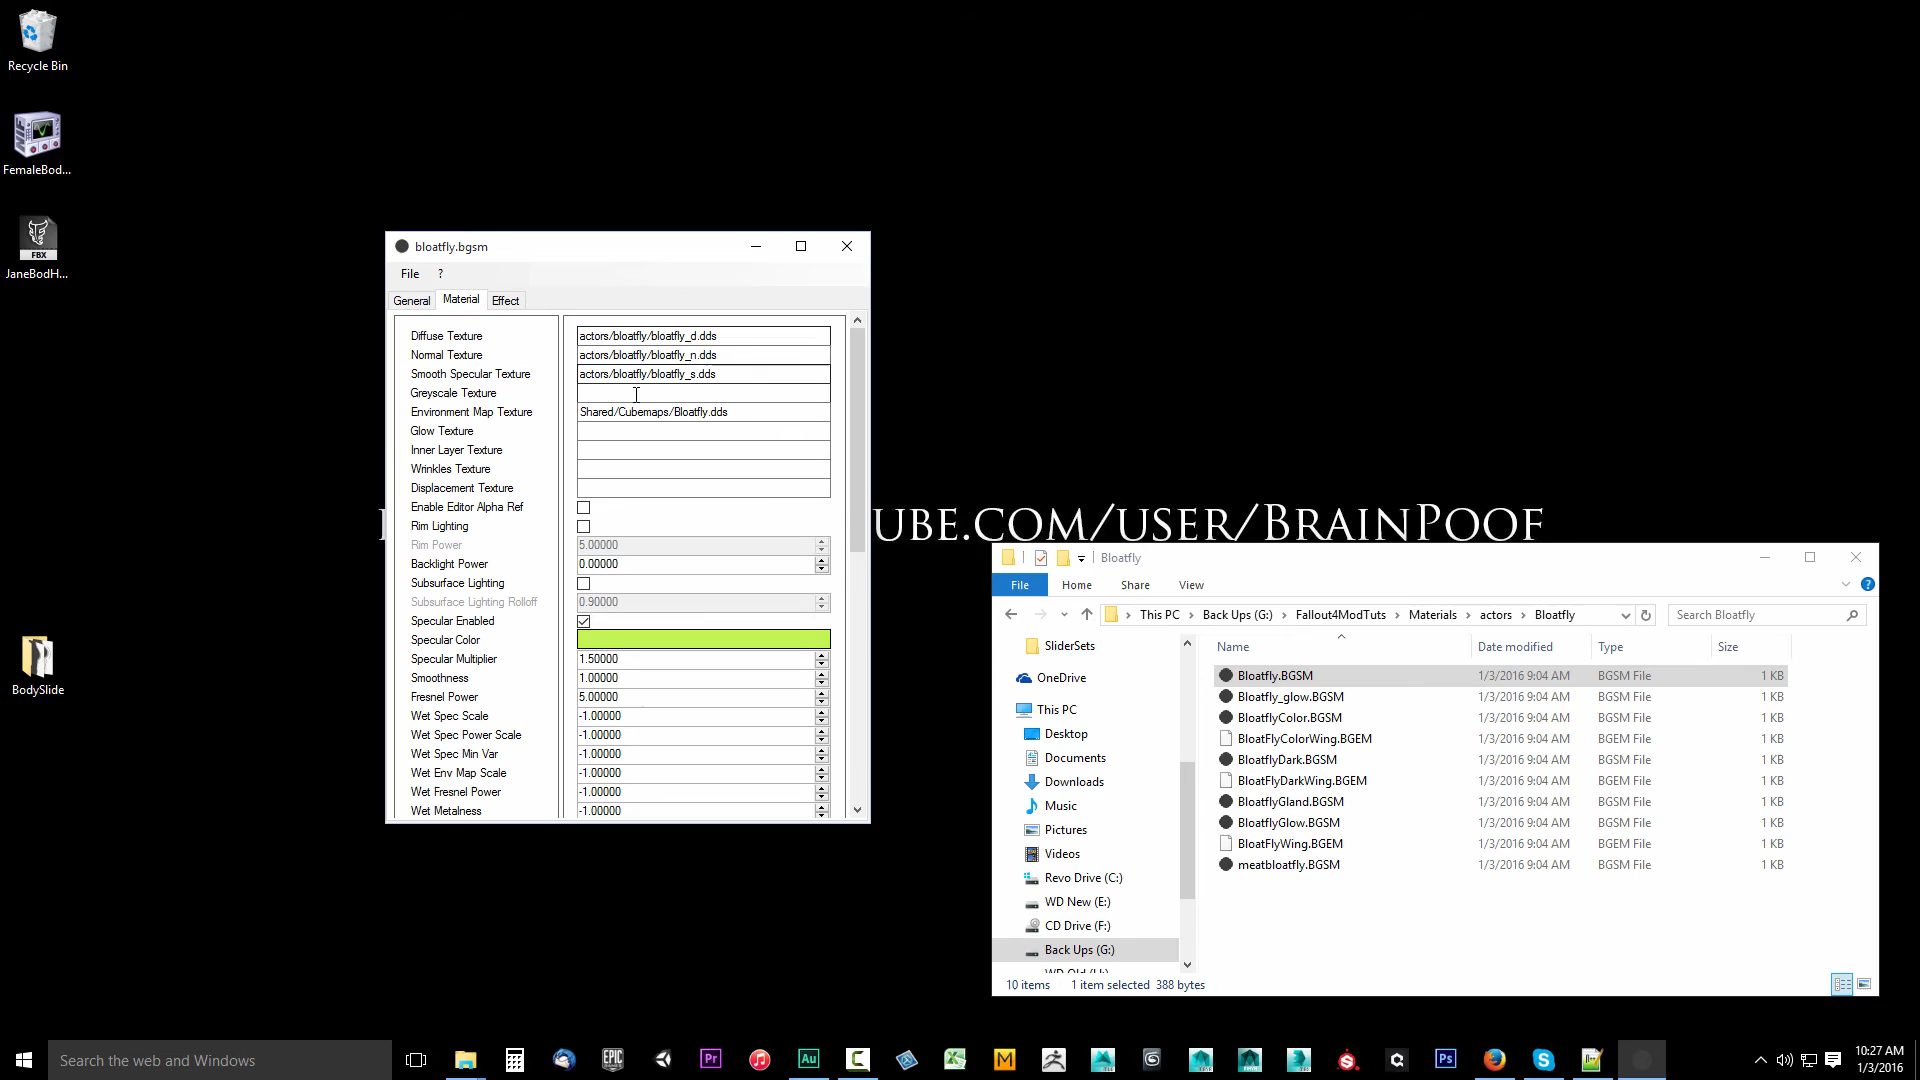 Recycle Bin
FemaleBod...
FBX
JaneBodH...
BodySlide
UBE.COM/USER/BRAINPOOF
bloatfly.bgsm
File ?
General Material Effect
Diffuse Texture actors/bloatfly/bloatfly_d.dds
Normal Texture actors/bloatfly/bloatfly_n.dds
Smooth Specular Texture actors/bloatfly/bloatfly_s.dds
Greyscale Texture
Environment Map Texture Shared/Cubemaps/Bloatfly.dds
Glow Texture
Inner Layer Texture
Wrinkles Texture
Displacement Texture
Enable Editor Alpha Ref
Rim Lighting
Rim Power 5.00000
Backlight Power 0.00000
Subsurface Lighting
Subsurface Lighting Rolloff 0.90000
Specular Enabled
Specular Color
Specular Multiplier 1.50000
Smoothness 1.00000
Fresnel Power 5.00000
Wet Spec Scale -1.00000
Wet Spec Power Scale -1.00000
Wet Spec Min Var -1.00000
Wet Env Map Scale -1.00000
Wet Fresnel Power -1.00000
Wet Metalness -1.00000
Bloatfly
File Home Share View
This PC Back Ups (G:) Fallout4ModTuts Materials actors Bloatfly Search Bloatfly
SliderSets
OneDrive
This PC
Desktop
Documents
Downloads
Music
Pictures
Videos
Revo Drive (C:)
WD New (E:)
CD Drive (F:)
Back Ups (G:)
Name Date modified Type Size
Bloatfly.BGSM 1/3/2016 9:04 AM BGSM File 1 KB
Bloatfly_glow.BGSM 1/3/2016 9:04 AM BGSM File 1 KB
BloatflyColor.BGSM 1/3/2016 9:04 AM BGSM File 1 KB
BloatFlyColorWing.BGEM 1/3/2016 9:04 AM BGEM File 1 KB
BloatflyDark.BGSM 1/3/2016 9:04 AM BGSM File 1 KB
BloatFlyDarkWing.BGEM 1/3/2016 9:04 AM BGEM File 1 KB
BloatflyGland.BGSM 1/3/2016 9:04 AM BGSM File 1 KB
BloatflyGlow.BGSM 1/3/2016 9:04 AM BGSM File 1 KB
BloatFlyWing.BGEM 1/3/2016 9:04 AM BGEM File 1 KB
meatbloatfly.BGSM 1/3/2016 9:04 AM BGSM File 1 KB
10 items 1 item selected 388 bytes
Search the web and Windows
EPIC
Pr
Au
Ps
10:27 AM
1/3/2016